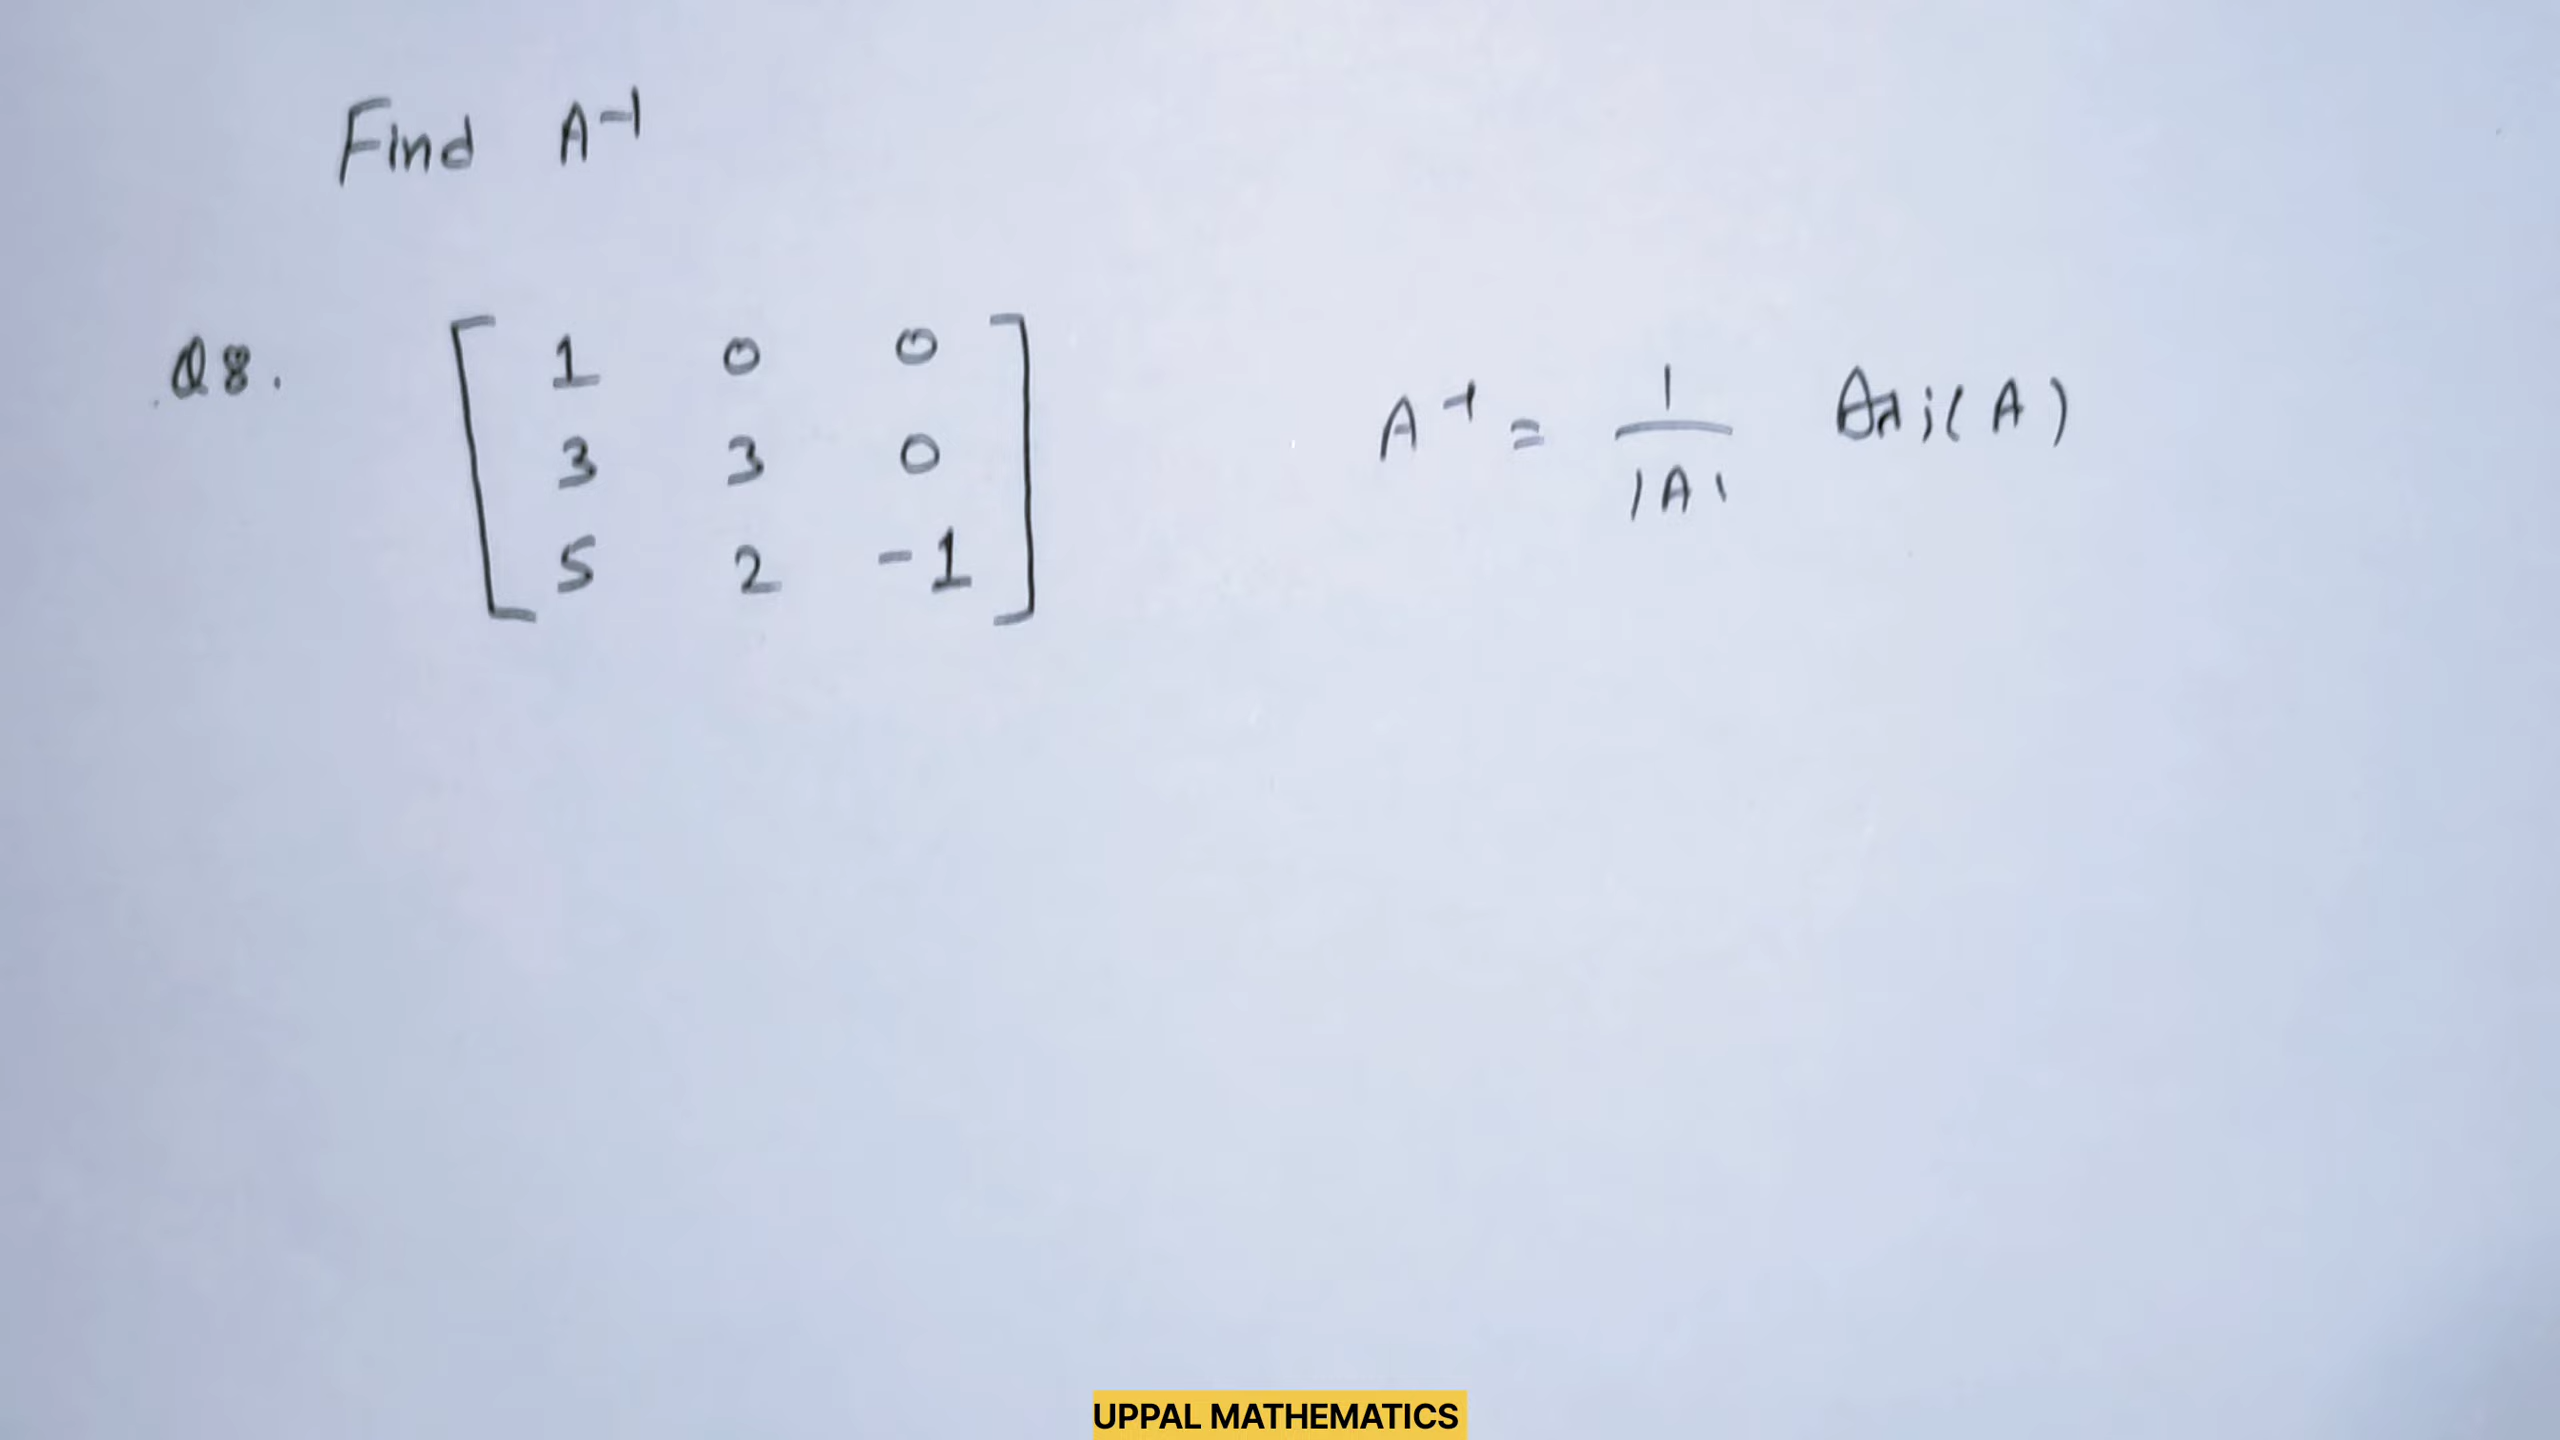 Find A⁻¹
Q8. [ 1 0 0
3 3 0
5 2 -1 ]
A⁻¹ = 1/|A| Adj(A)
UPPAL MATHEMATICS